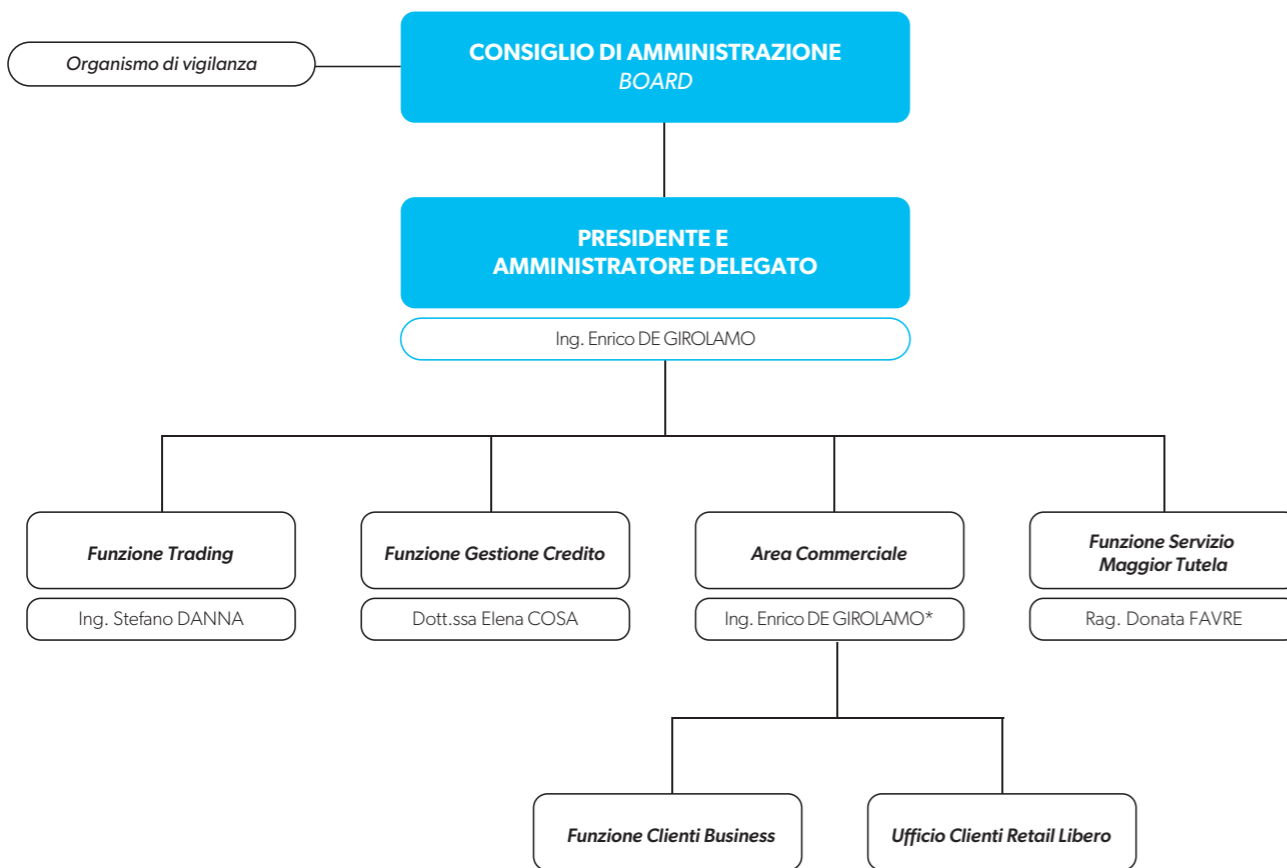 Organismo di vigilanza
CONSIGLIO DI AMMINISTRAZIONE
BOARD
PRESIDENTE E
AMMINISTRATORE DELEGATO
Ing. Enrico DE GIROLAMO
Funzione Trading
Ing. Stefano DANNA
Funzione Gestione Credito
Dott.ssa Elena COSA
Area Commerciale
Ing. Enrico DE GIROLAMO*
Funzione Servizio
Maggior Tutela
Rag. Donata FAVRE
Funzione Clienti Business
Ufficio Clienti Retail Libero